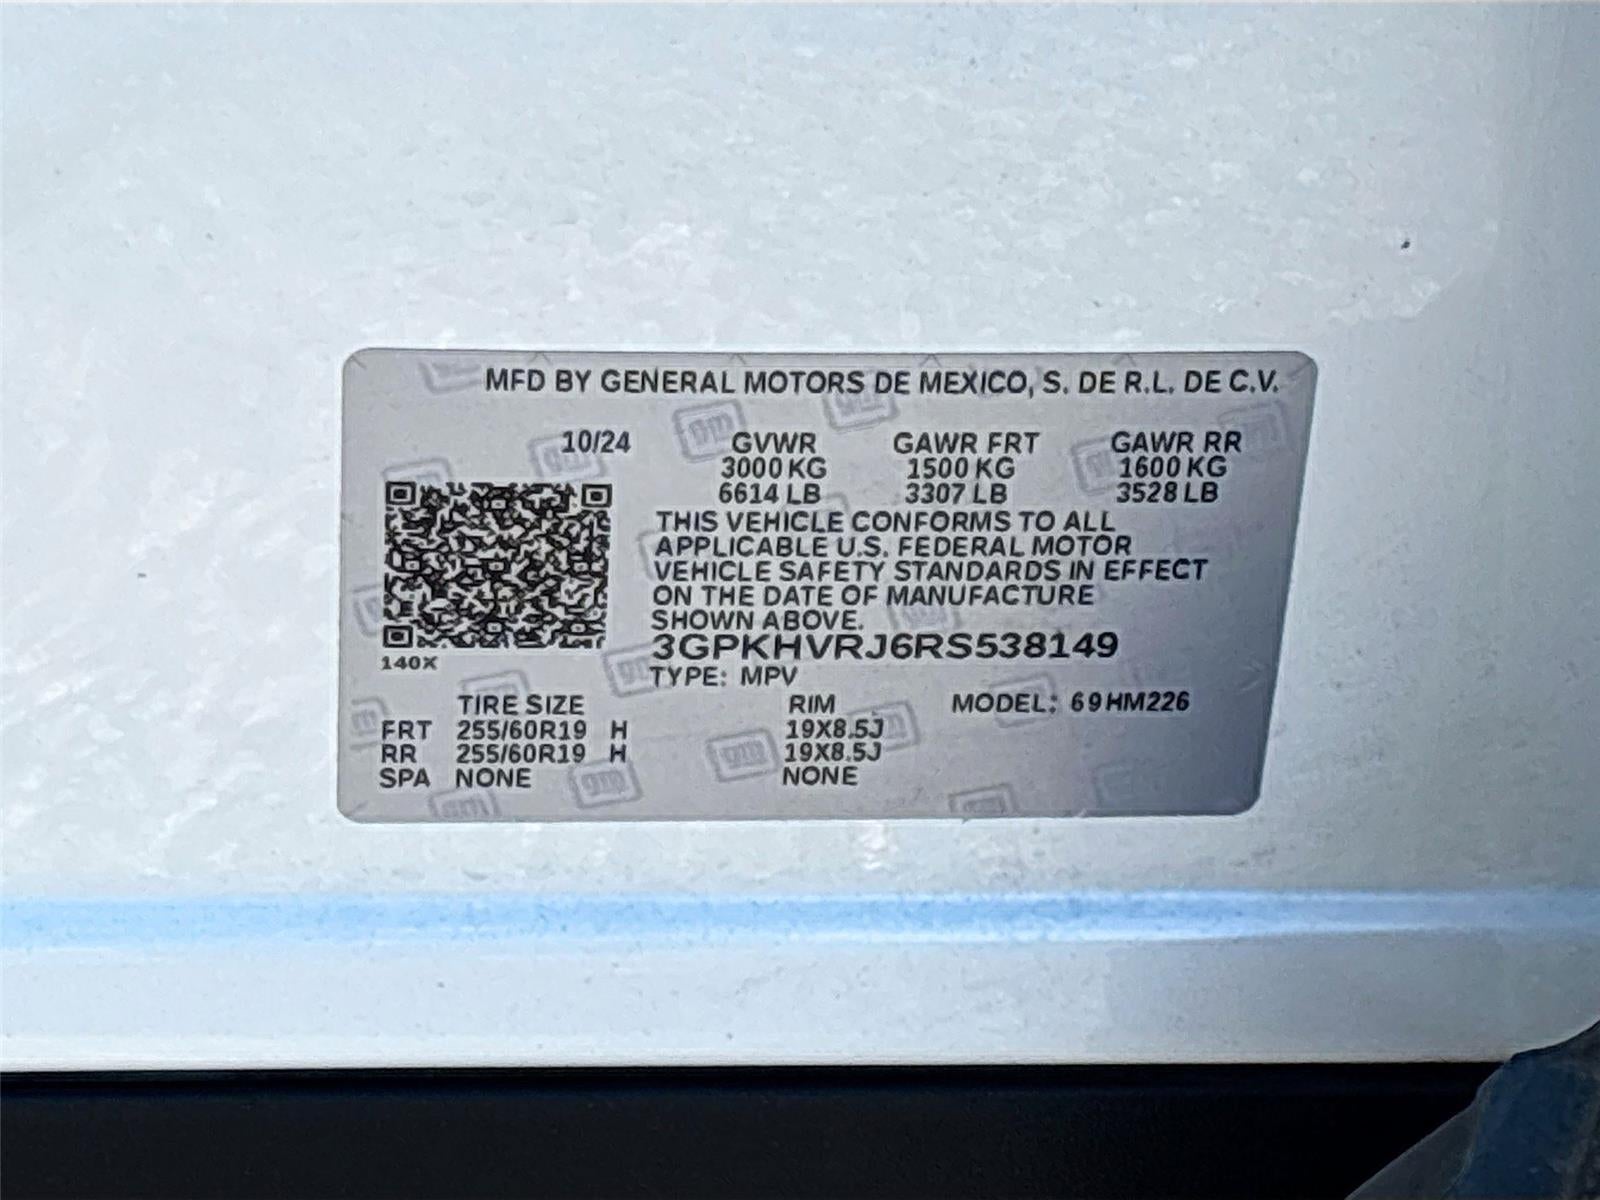 MFD BY GENERAL MOTORS DE MEXICO, S. DE R.L. DE C.V.
10/24 GVWR GAWR FRT GAWR RR
3000 KG 1500 KG 1600 KG
6614 LB 3307 LB 3528 LB
THIS VEHICLE CONFORMS TO ALL
APPLICABLE U.S. FEDERAL MOTOR
VEHICLE SAFETY STANDARDS IN EFFECT
ON THE DATE OF MANUFACTURE
SHOWN ABOVE.
3GPKHVRJ6RS538149
140X
TYPE: MPV
TIRE SIZE RIM MODEL: 69HM226
FRT 255/60R19 H 19X8.5J
RR 255/60R19 H 19X8.5J
SPA NONE NONE